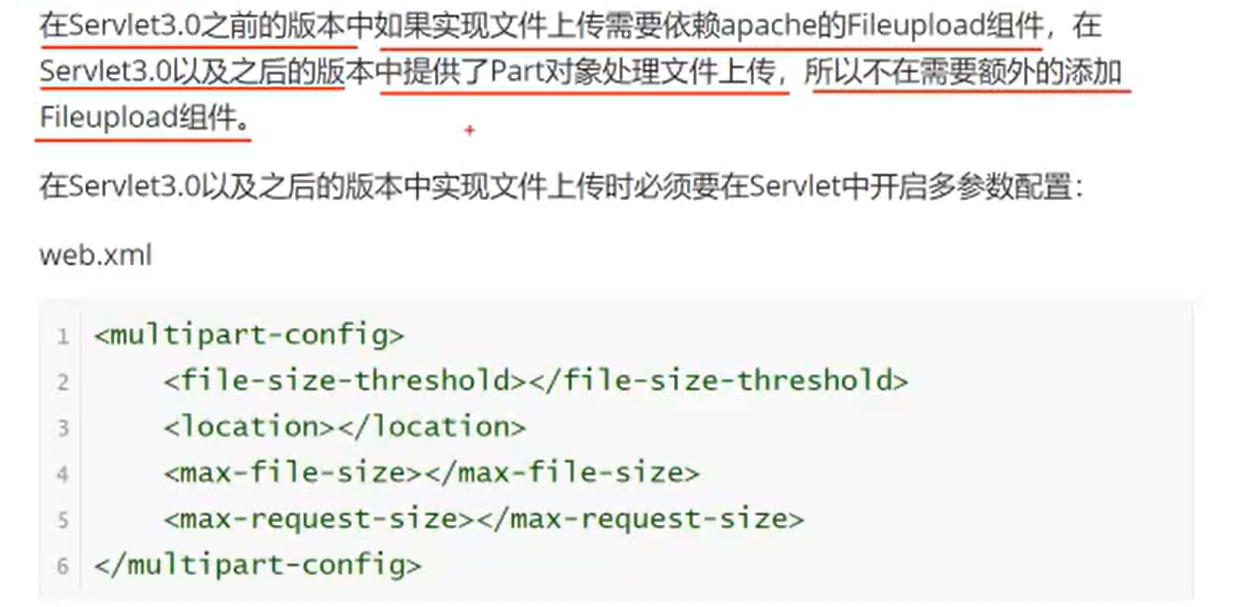 在Servlet3.0之前的版本中如果实现文件上传需要依赖apache的Fileupload组件，在
Servlet3.0以及之后的版本中提供了Part对象处理文件上传，所以不在需要额外的添加
Fileupload组件。
在Servlet3.0以及之后的版本中实现文件上传时必须要在Servlet中开启多参数配置：
web.xml
1 <multipart-config>
2 <file-size-threshold></file-size-threshold>
3 <location></location>
4 <max-file-size></max-file-size>
5 <max-request-size></max-request-size>
6 </multipart-config>